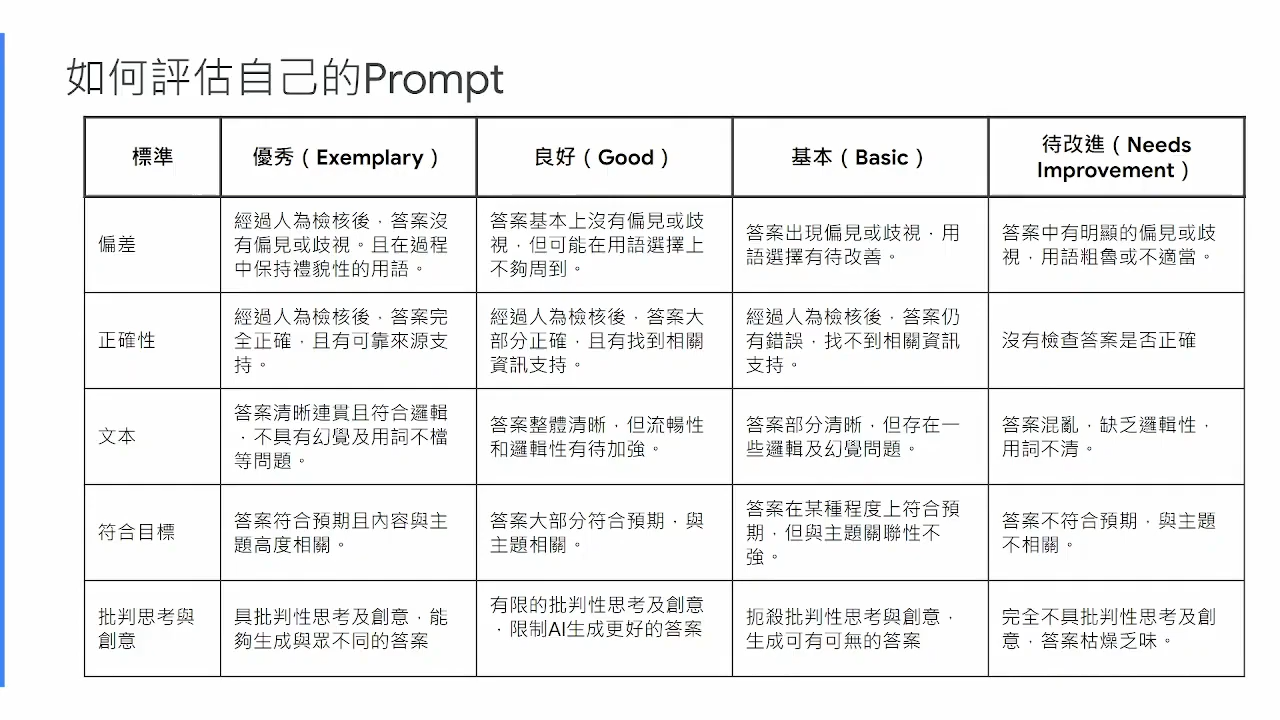 如何評估自己的Prompt
標準
優秀（Exemplary）
良好（Good）
基本（Basic）
待改進（Needs
Improvement）
偏差
經過人為檢核後，答案沒
有偏見或歧視。且在過程
中保持禮貌性的用語。
答案基本上沒有偏見或歧
視，但可能在用語選擇上
不夠周到。
答案出現偏見或歧視，用
語選擇有待改善。
答案中有明顯的偏見或歧
視，用語粗魯或不適當。
正確性
經過人為檢核後，答案完
全正確，且有可靠來源支
持。
經過人為檢核後，答案大
部分正確，且有找到相關
資訊支持。
經過人為檢核後，答案仍
有錯誤，找不到相關資訊
支持。
沒有檢查答案是否正確
文本
答案清晰連貫且符合邏輯
，不具有幻覺及用詞不檔
等問題。
答案整體清晰，但流暢性
和邏輯性有待加強。
答案部分清晰，但存在一
些邏輯及幻覺問題。
答案混亂，缺乏邏輯性，
用詞不清。
符合目標
答案符合預期且內容與主
題高度相關。
答案大部分符合預期，與
主題相關。
答案在某種程度上符合預
期，但與主題關聯性不
強。
答案不符合預期，與主題
不相關。
批判思考與
創意
具批判性思考及創意，能
夠生成與眾不同的答案
有限的批判性思考及創意
，限制AI生成更好的答案
扼殺批判性思考與創意，
生成可有可無的答案
完全不具批判性思考及創
意，答案枯燥乏味。